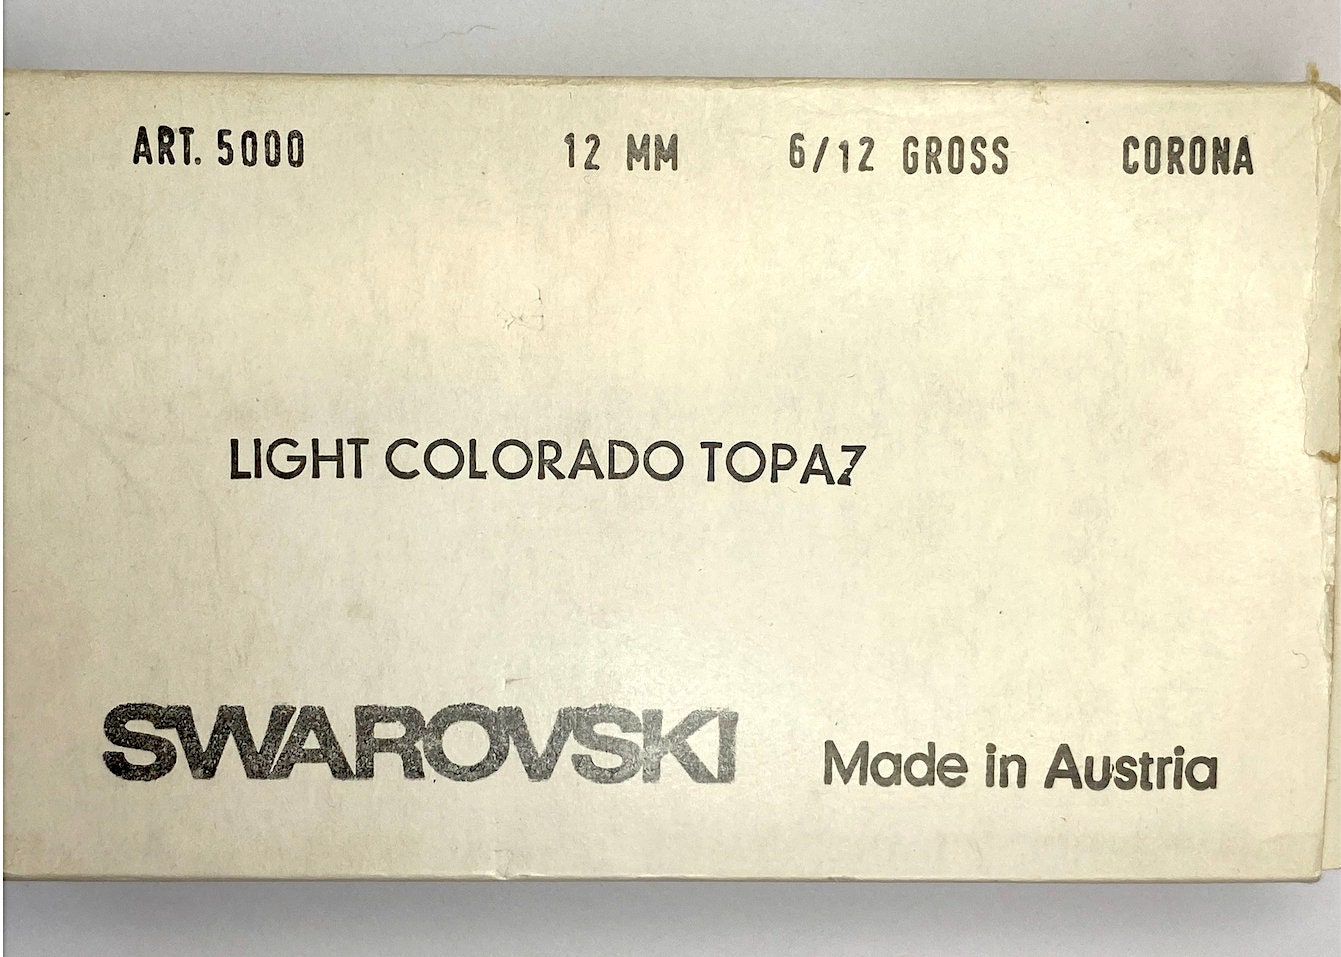 ART. 5000 12 MM 6/12 GROSS CORONA
LIGHT COLORADO TOPAZ
SWAROVSKI Made in Austria